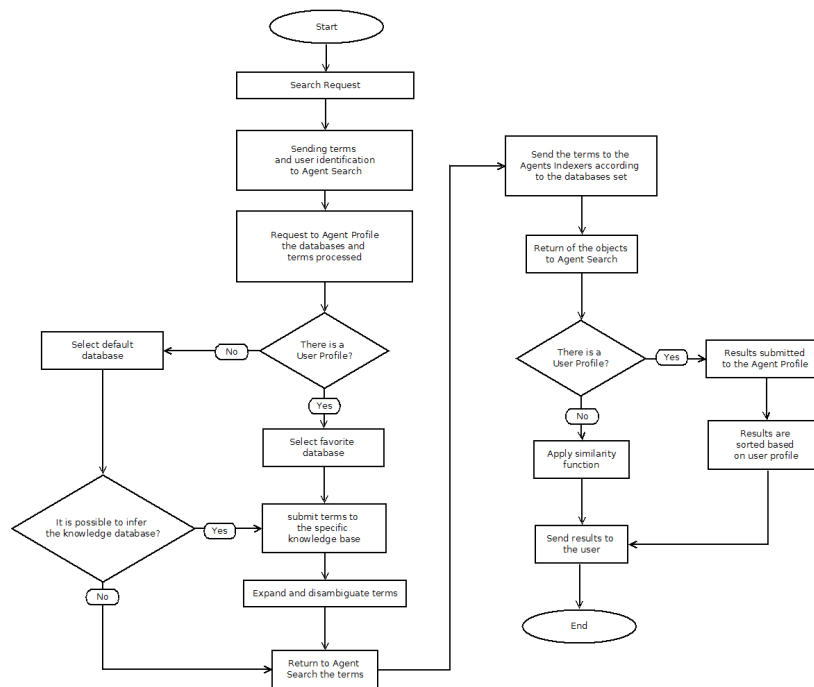 Start
Search Request
Sending terms
and user identification
to Agent Search
Request to Agent Profile
the databases and
terms processed
There is a
User Profile?
No
Select default
database
Yes
Select favorite
database
It is possible to infer
the knowledge database?
Yes
submit terms to
the specific
knowledge base
No
Expand and disambiguate terms
Return to Agent
Search the terms
Send the terms to the
Agents Indexers according
to the databases set
Return of the objects
to Agent Search
There is a
User Profile?
Yes
Results submitted
to the Agent Profile
No
Results are
sorted based
on user profile
Apply similarity
function
Send results to
the user
End